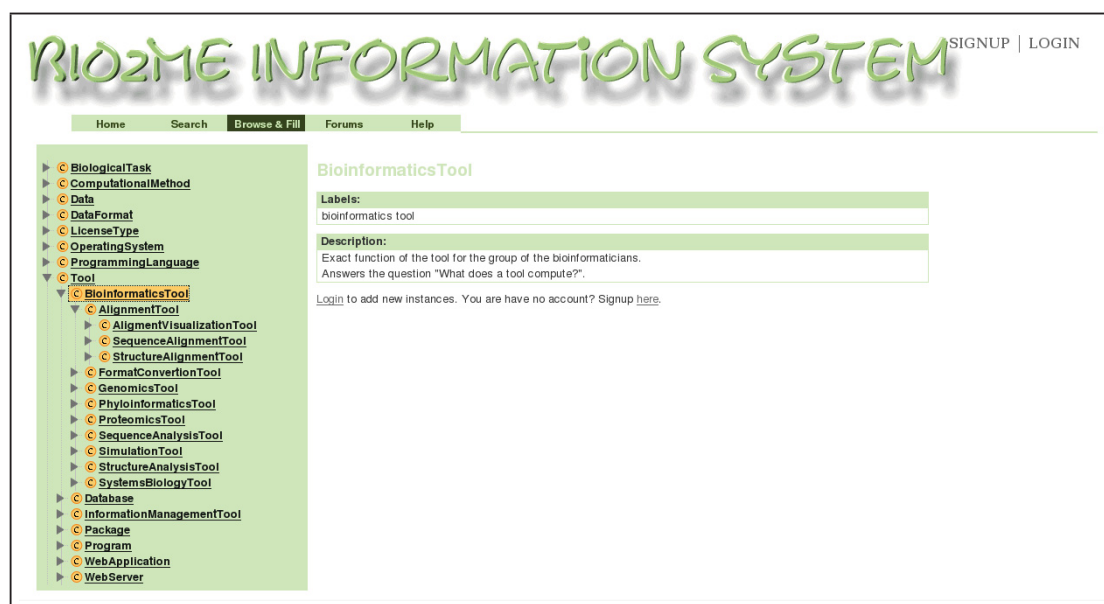 BIO2ME INFORMATION SYSTEM
SIGNUP | LOGIN
Home Search Browse & Fill Forums Help
BiologicalTask
ComputationalMethod
Data
DataFormat
LicenseType
OperatingSystem
ProgrammingLanguage
Tool
BioinformaticsTool
AlignmentTool
AligmentVisualizationTool
SequenceAlignmentTool
StructureAlignmentTool
FormatConvertionTool
GenomicsTool
PhyloinformaticsTool
ProteomicsTool
SequenceAnalysisTool
SimulationTool
StructureAnalysisTool
SystemsBiologyTool
Database
InformationManagementTool
Package
Program
WebApplication
WebServer
BioinformaticsTool
Labels:
bioinformatics tool
Description:
Exact function of the tool for the group of the bioinformaticians.
Answers the question "What does a tool compute?".
Login to add new instances. You are have no account? Signup here.